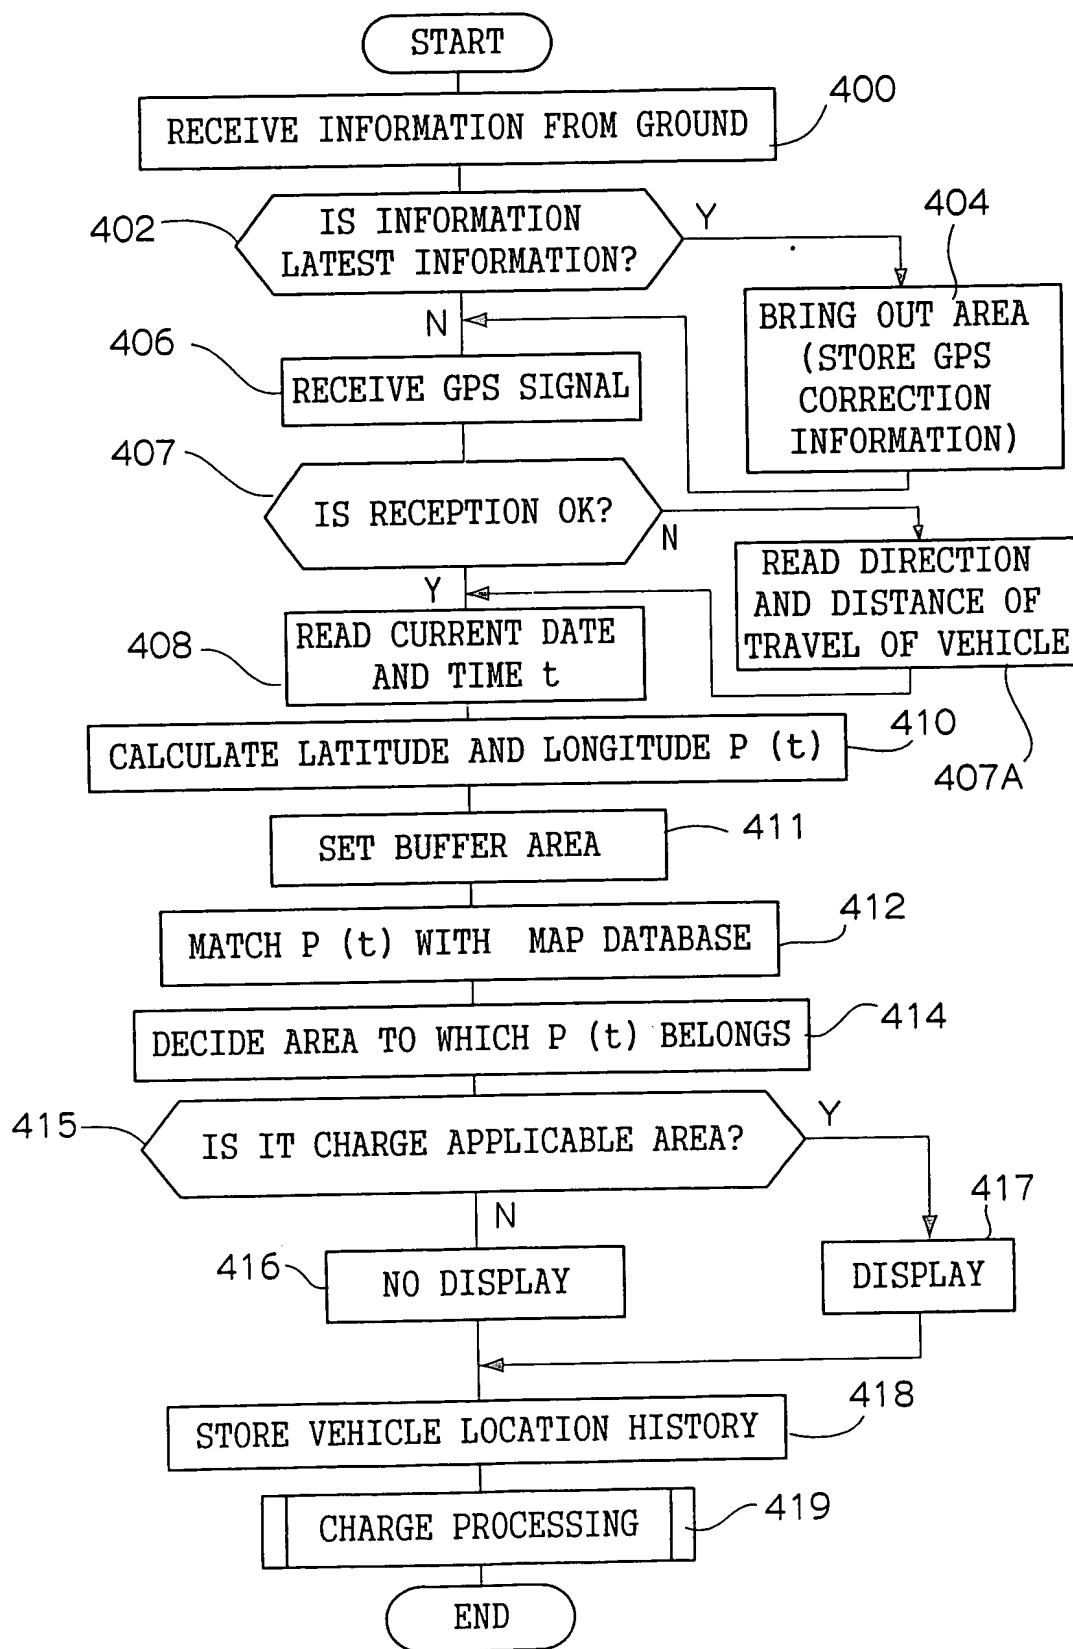 START
RECEIVE INFORMATION FROM GROUND
400
402
IS INFORMATION
LATEST INFORMATION?
Y
N
404
BRING OUT AREA
(STORE GPS
CORRECTION
INFORMATION)
406
RECEIVE GPS SIGNAL
407
IS RECEPTION OK?
N
Y
READ DIRECTION
AND DISTANCE OF
TRAVEL OF VEHICLE
407A
408
READ CURRENT DATE
AND TIME t
CALCULATE LATITUDE AND LONGITUDE P (t)
410
SET BUFFER AREA
411
MATCH P (t) WITH MAP DATABASE
412
DECIDE AREA TO WHICH P (t) BELONGS
414
415
IS IT CHARGE APPLICABLE AREA?
Y
N
416
NO DISPLAY
417
DISPLAY
STORE VEHICLE LOCATION HISTORY
418
CHARGE PROCESSING
419
END